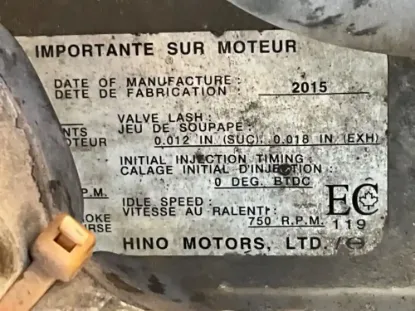 IMPORTANTE SUR MOTEUR
DATE OF MANUFACTURE :
DETE DE FABRICATION : 2015
VALVE LASH :
NTS JEU DE SOUPAPE :
OTEUR 0.012 IN (SUC), 0.018 IN (EXH)
INITIAL INJECTION TIMING
CALAGE INITIAL D'INJECTION :
0 DEG. BTDC
P.M.
IDLE SPEED :
OKE VITESSE AU RALENTI :
URSE 750 R.P.M.
EC
119
HINO MOTORS, LTD.